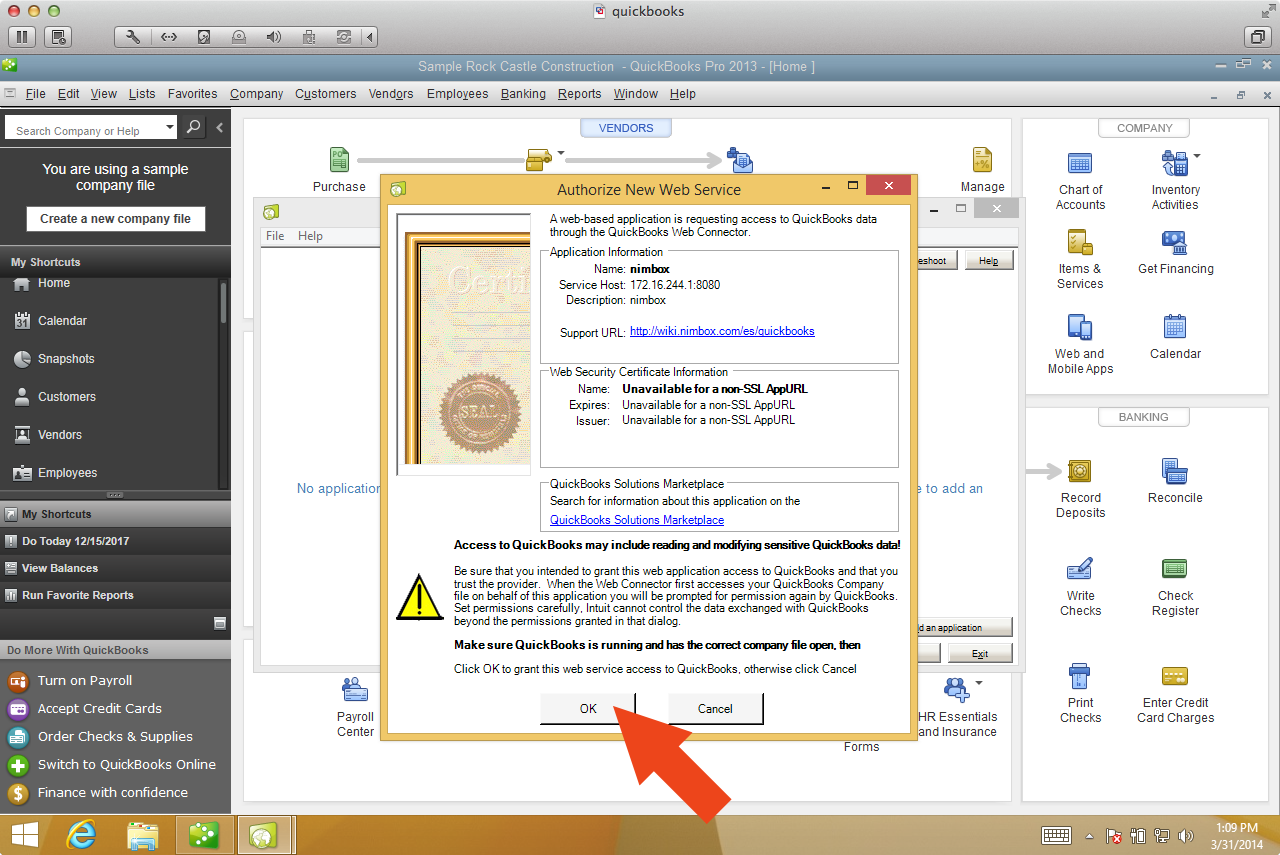 quickbooks
Sample Rock Castle Construction - QuickBooks Pro 2013 - [Home ]
File Edit View Lists Favorites Company Customers Vendors Employees Banking Reports Window Help
Search Company or Help
You are using a sample
company file
Create a new company file
My Shortcuts
Home
31
Calendar
Snapshots
Customers
Vendors
Employees
My Shortcuts
Do Today 12/15/2017
View Balances
Run Favorite Reports
Do More With QuickBooks
Turn on Payroll
Accept Credit Cards
Order Checks & Supplies
Switch to QuickBooks Online
$ Finance with confidence
VENDORS
PO
Purchase
Manage
File Help
eshoot
Help
No application
e to add an
d an application
Exit
Payroll
Center
HR Essentials
and Insurance
Forms
Authorize New Web Service
Certi
SEAL
A web-based application is requesting access to QuickBooks data
through the QuickBooks Web Connector.
Application Information
Name: nimbox
Service Host: 172.16.244.1:8080
Description: nimbox
Support URL: http://wiki.nimbox.com/es/quickbooks
Web Security Certificate Information
Name: Unavailable for a non-SSL AppURL
Expires: Unavailable for a non-SSL AppURL
Issuer: Unavailable for a non-SSL AppURL
QuickBooks Solutions Marketplace
Search for information about this application on the
QuickBooks Solutions Marketplace
Access to QuickBooks may include reading and modifying sensitive QuickBooks data!
Be sure that you intended to grant this web application access to QuickBooks and that you
trust the provider. When the Web Connector first accesses your QuickBooks Company
file on behalf of this application you will be prompted for permission again by QuickBooks.
Set permissions carefully, Intuit cannot control the data exchanged with QuickBooks
beyond the permissions granted in that dialog.
Make sure QuickBooks is running and has the correct company file open, then
Click OK to grant this web service access to QuickBooks, otherwise click Cancel
OK
Cancel
COMPANY
Chart of
Accounts
Inventory
Activities
Items &
Services
Get Financing
Web and
Mobile Apps
Calendar
BANKING
Record
Deposits
Reconcile
Write
Checks
Check
Register
Print
Checks
Enter Credit
Card Charges
1:09 PM
3/31/2014